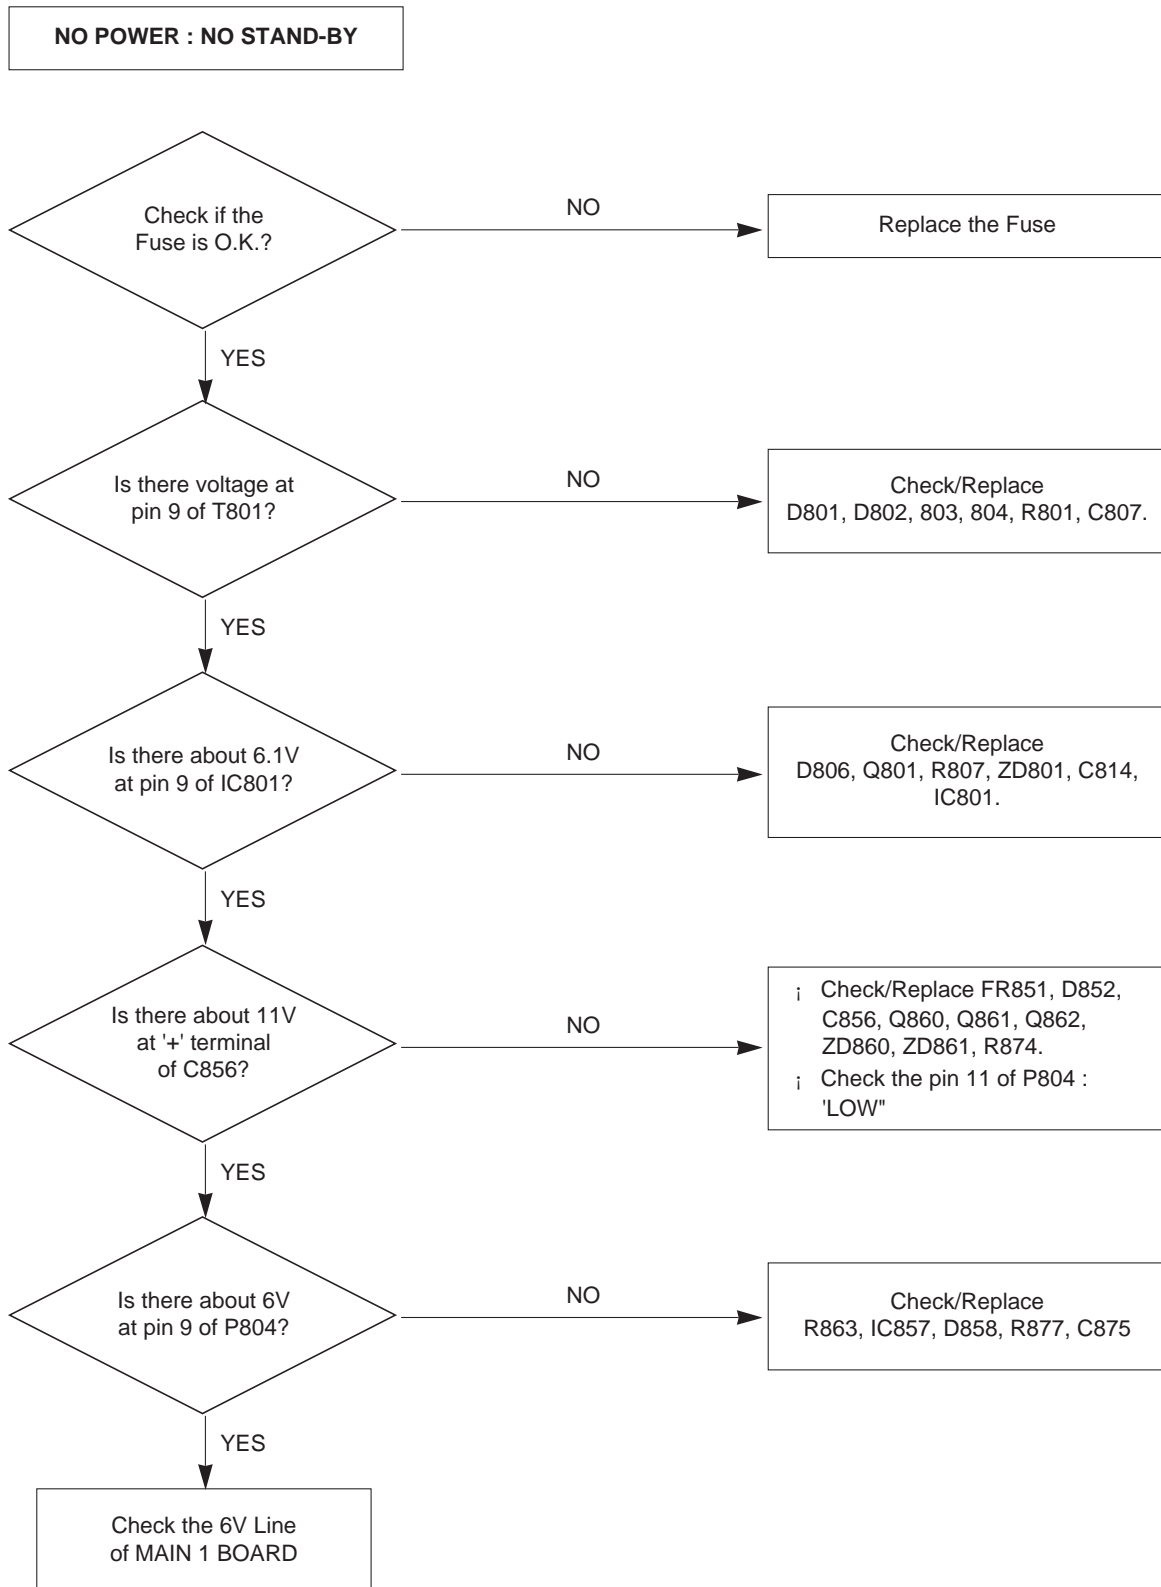 NO POWER : NO STAND-BY
Check if the
Fuse is O.K.?
NO
Replace the Fuse
YES
Is there voltage at
pin 9 of T801?
NO
Check/Replace
D801, D802, 803, 804, R801, C807.
YES
Is there about 6.1V
at pin 9 of IC801?
NO
Check/Replace
D806, Q801, R807, ZD801, C814,
IC801.
YES
Is there about 11V
at '+' terminal
of C856?
NO
¡ Check/Replace FR851, D852,
C856, Q860, Q861, Q862,
ZD860, ZD861, R874.
¡ Check the pin 11 of P804 :
'LOW"
YES
Is there about 6V
at pin 9 of P804?
NO
Check/Replace
R863, IC857, D858, R877, C875
YES
Check the 6V Line
of MAIN 1 BOARD